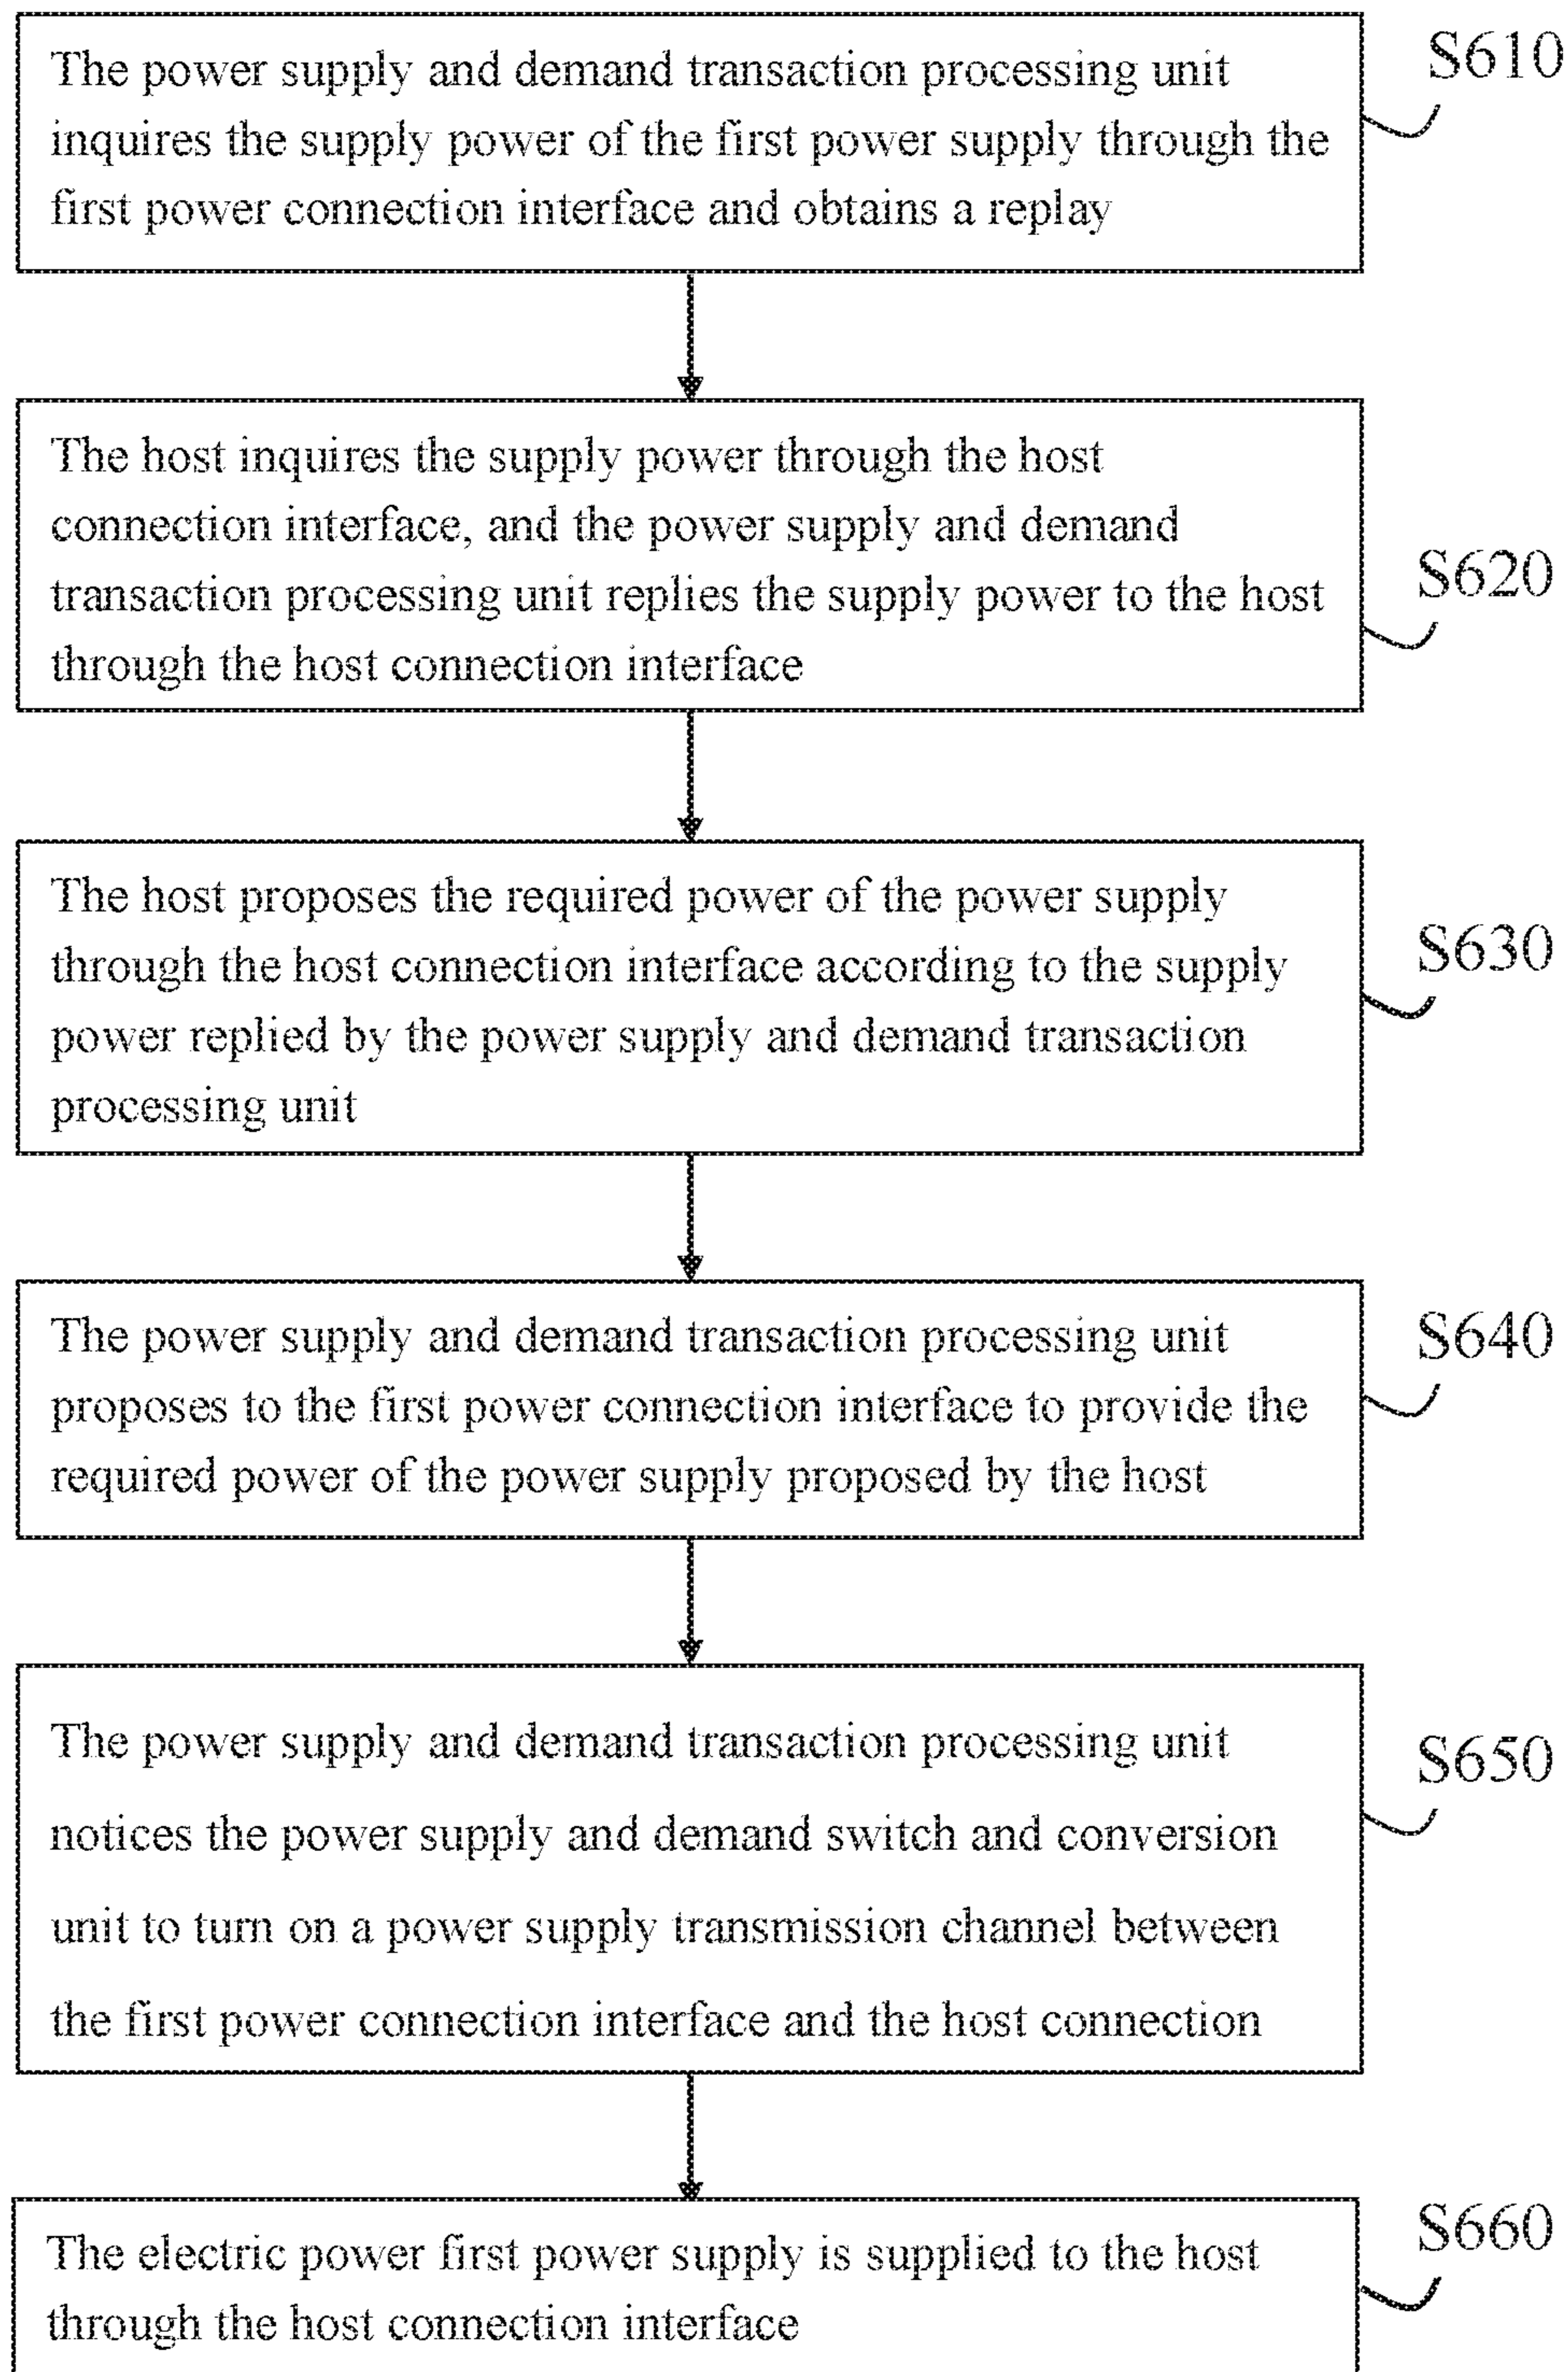 The power supply and demand transaction processing unit
inquires the supply power of the first power supply through the
first power connection interface and obtains a replay
S610
The host inquires the supply power through the host
connection interface, and the power supply and demand
transaction processing unit replies the supply power to the host
through the host connection interface
S620
The host proposes the required power of the power supply
through the host connection interface according to the supply
power replied by the power supply and demand transaction
processing unit
S630
The power supply and demand transaction processing unit
proposes to the first power connection interface to provide the
required power of the power supply proposed by the host
S640
The power supply and demand transaction processing unit
notices the power supply and demand switch and conversion
unit to turn on a power supply transmission channel between
the first power connection interface and the host connection
S650
The electric power first power supply is supplied to the host
through the host connection interface
S660